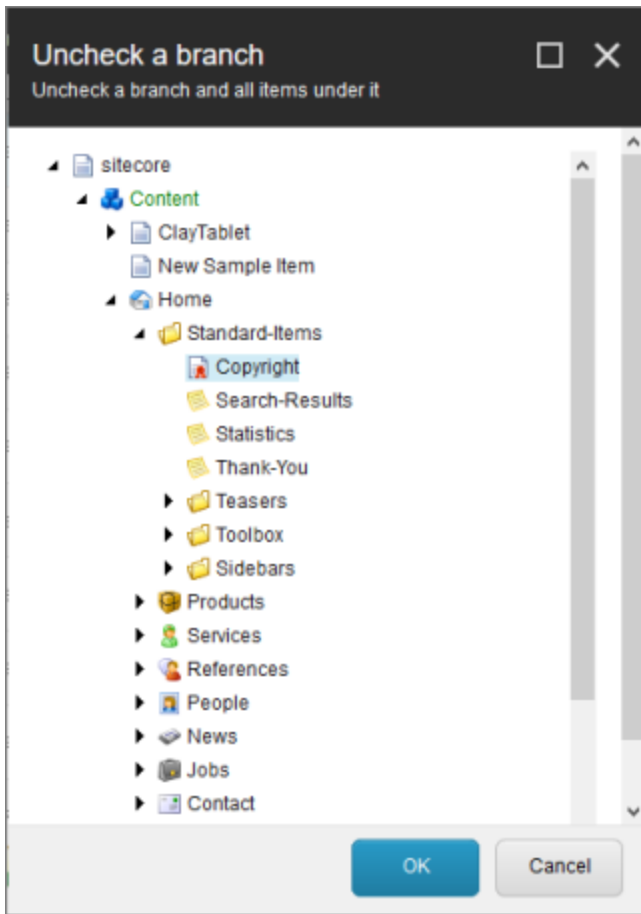 Uncheck a branch
Uncheck a branch and all items under it
sitecore
Content
ClayTablet
New Sample Item
Home
Standard-Items
Copyright
Search-Results
Statistics
Thank-You
Teasers
Toolbox
Sidebars
Products
Services
References
People
News
Jobs
Contact
OK
Cancel